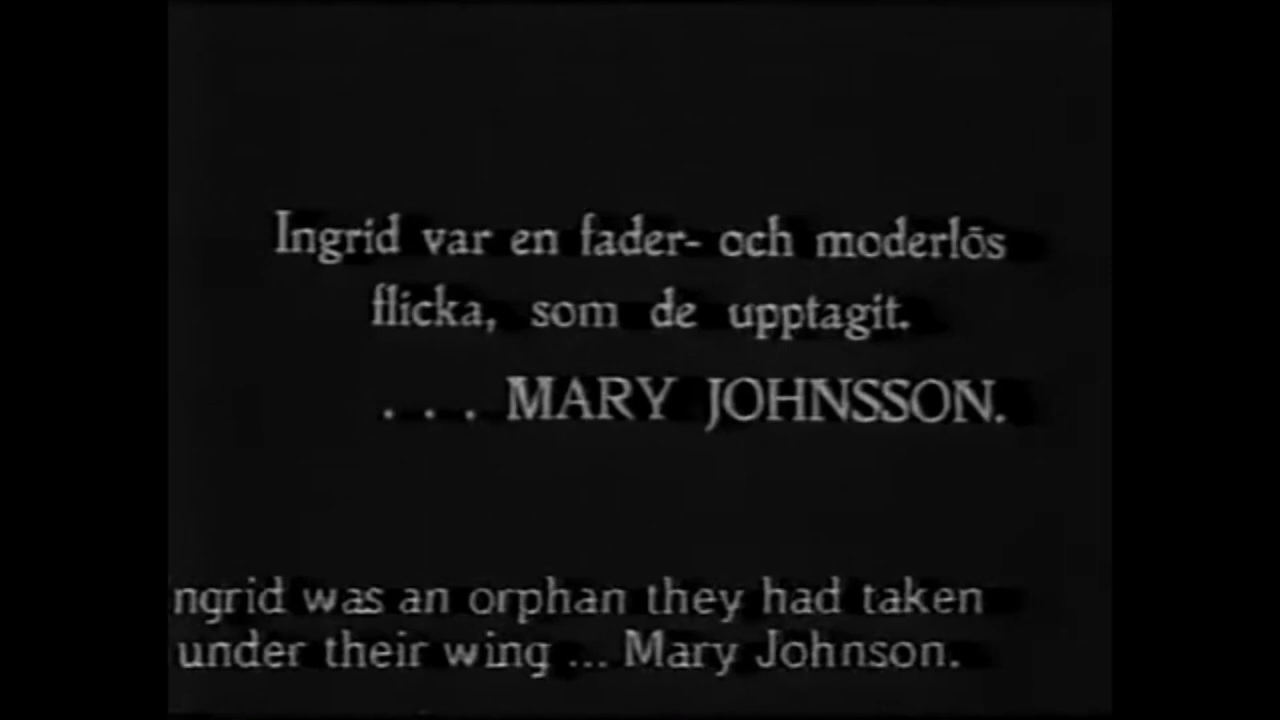 Ingrid var en fader- och moderlös
flicka, som de upptagit.
. . . MARY JOHNSSON.
ngrid was an orphan they had taken
under their wing ... Mary Johnson.